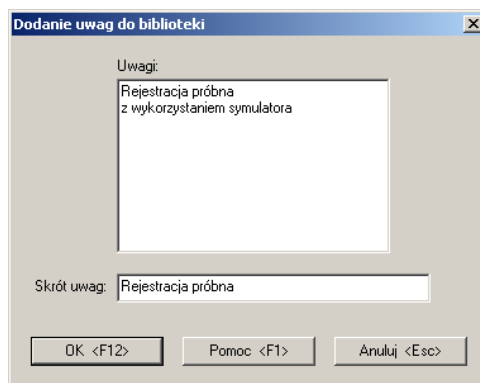 Dodanie uwag do biblioteki
Uwagi:
Rejestracja próbna
z wykorzystaniem symulatora
Skrót uwag: Rejestracja próbna
OK <F12> Pomoc <F1> Anuluj <Esc>